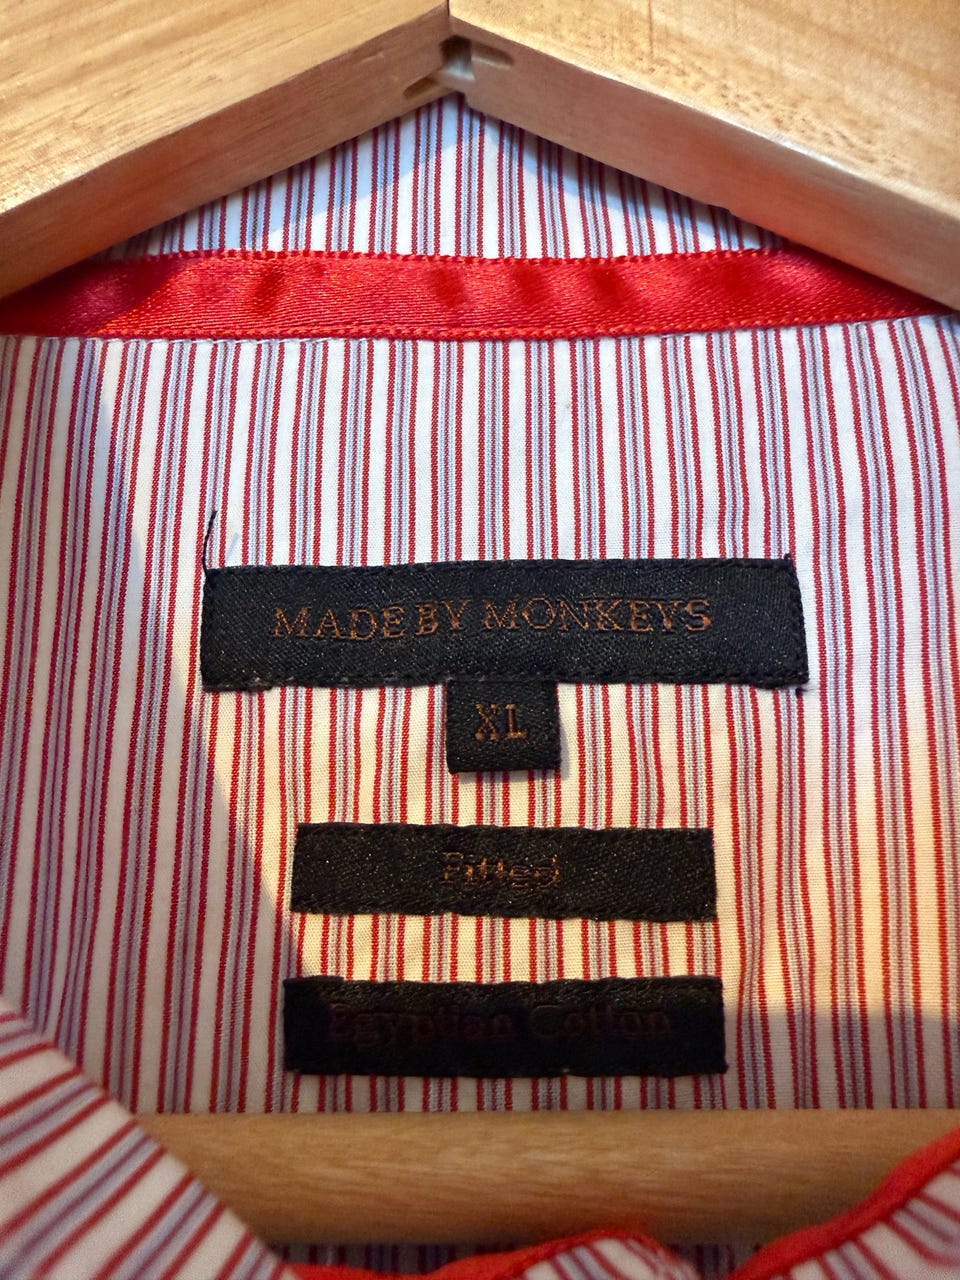 MADE BY MONKEYS
XL
Fitted
Egyptian Cotton